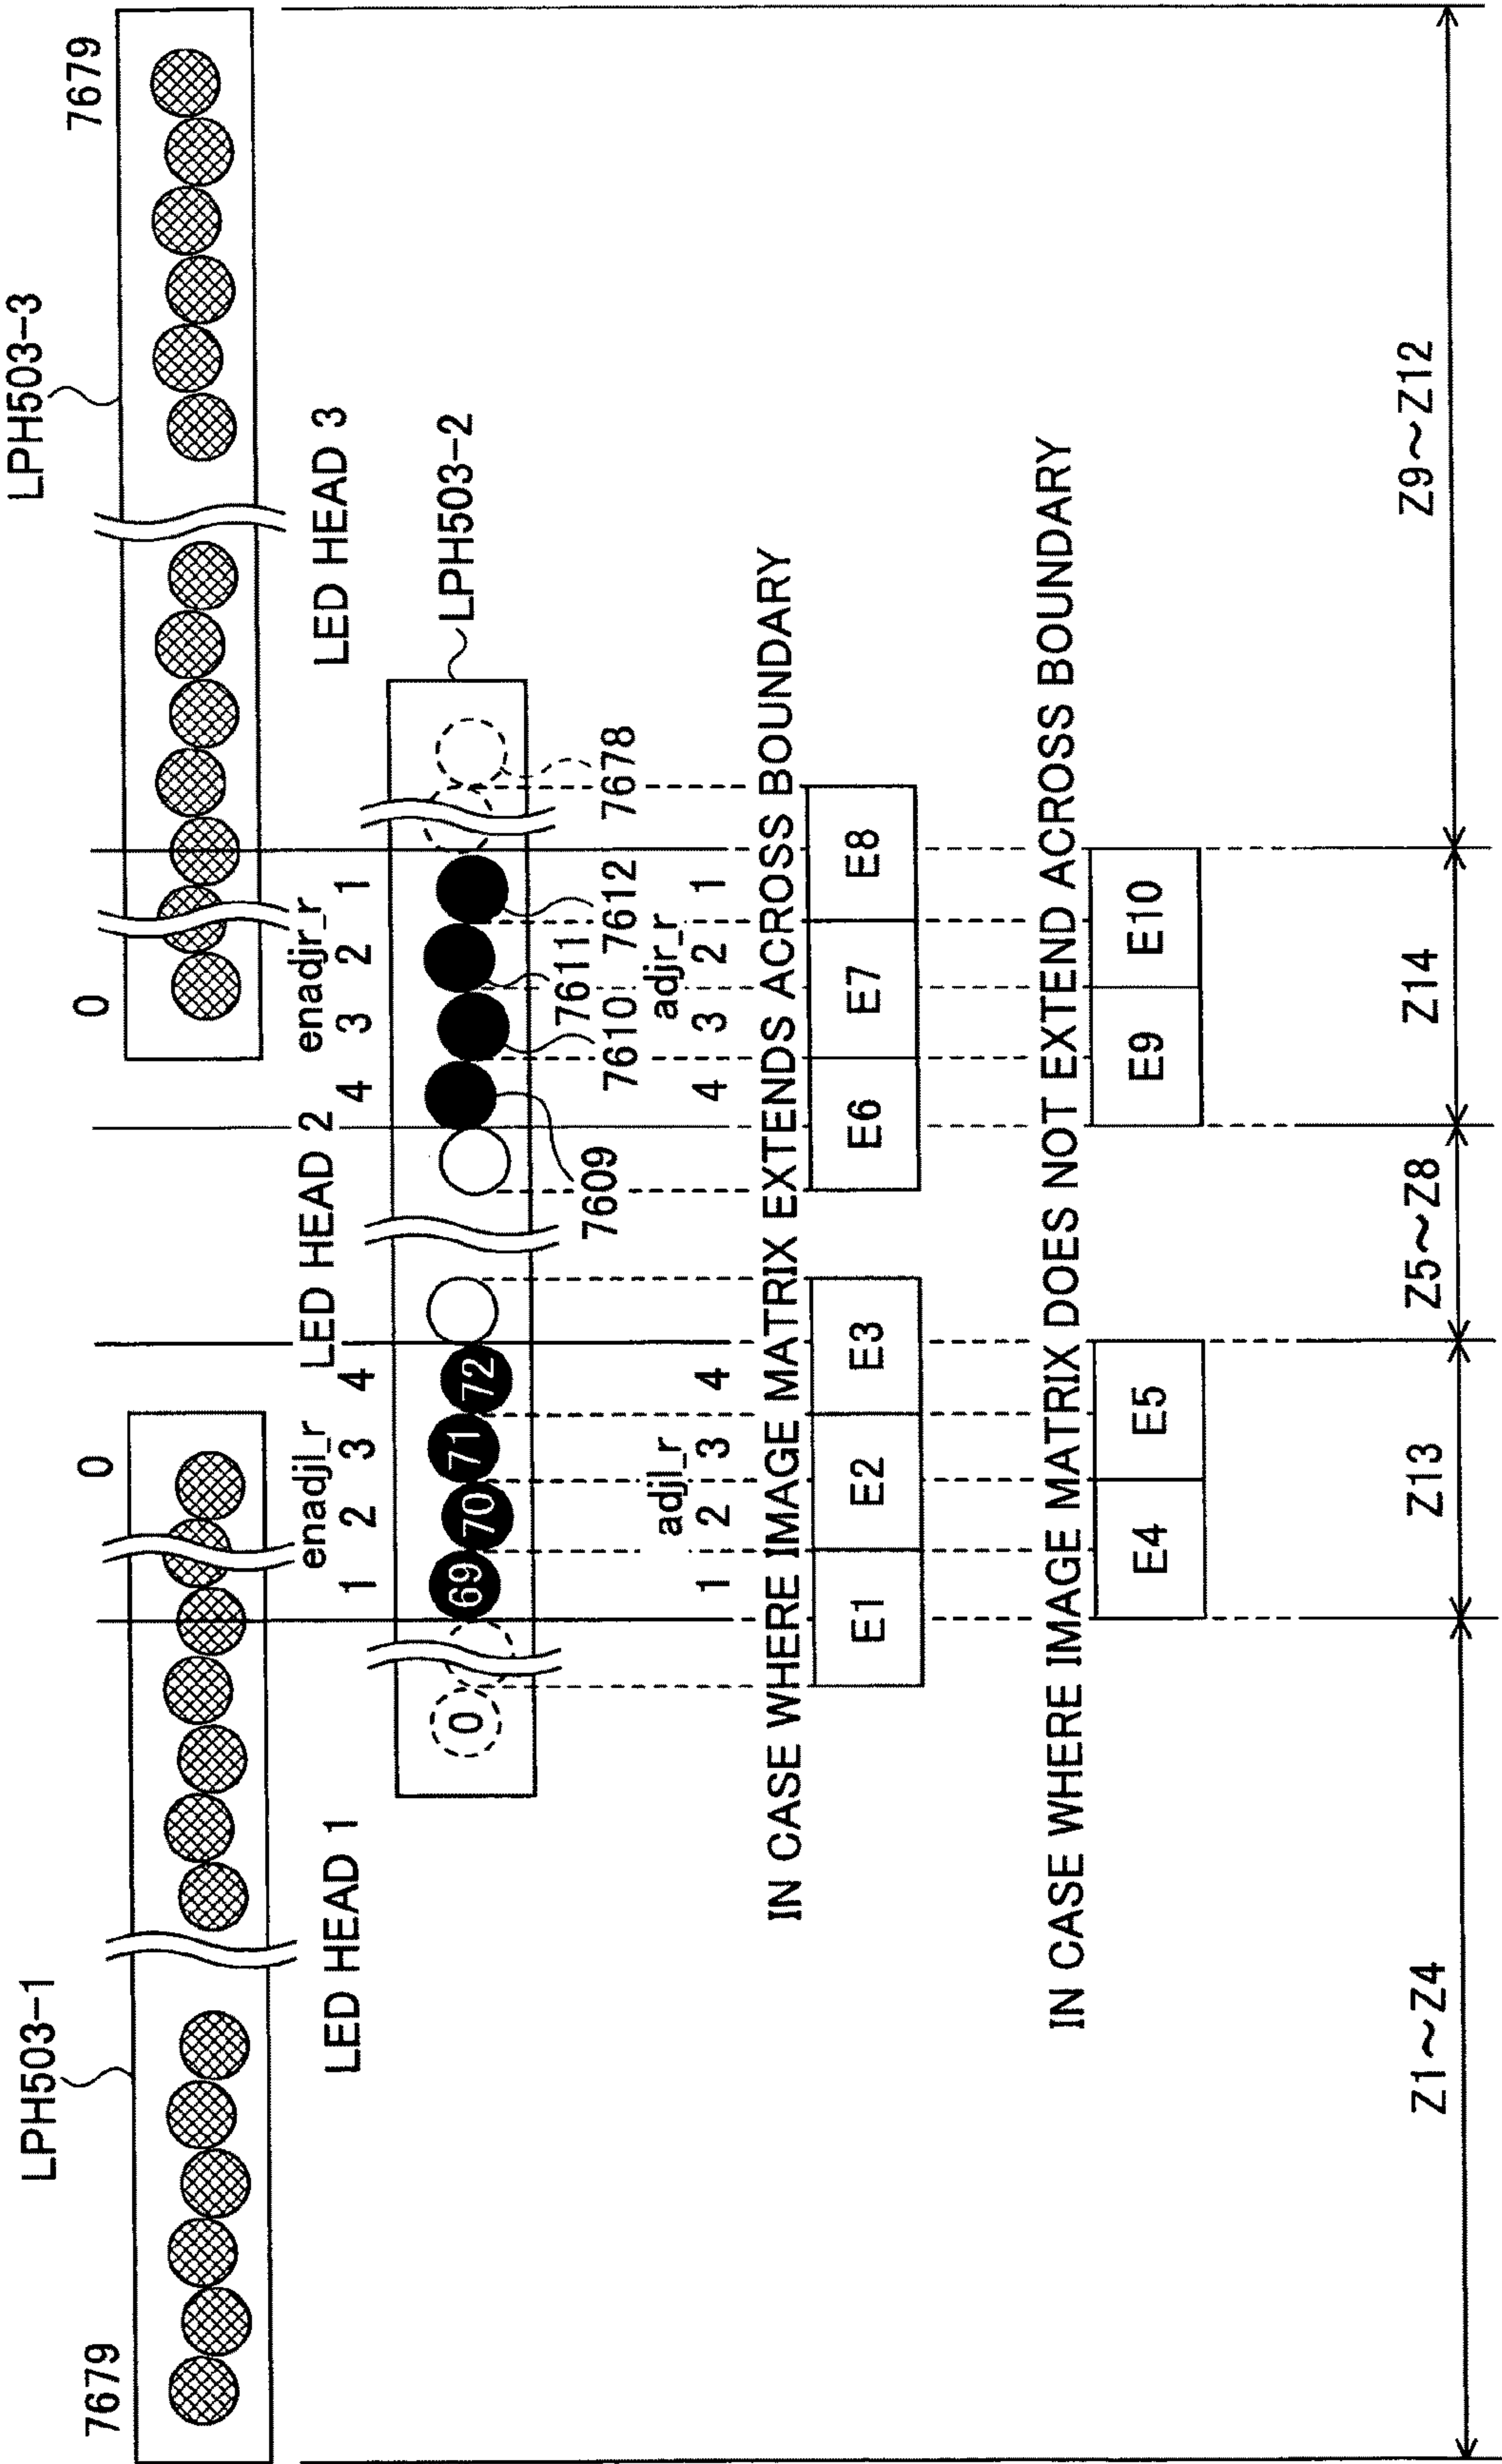 LPH503-1
LPH503-3
7679
0
0
7679
LED HEAD 1
enadjl_r
LED HEAD 2
enadjr_r
LED HEAD 3
1 2 3 4
4 3 2 1
LPH503-2
0
69
70
71
72
7609
7610
7611
7612
7678
adjl_r
adjr_r
1 2 3 4
4 3 2 1
IN CASE WHERE IMAGE MATRIX EXTENDS ACROSS BOUNDARY
E1 E2 E3
E6 E7 E8
IN CASE WHERE IMAGE MATRIX DOES NOT EXTEND ACROSS BOUNDARY
E4 E5
E9 E10
Z1~Z4
Z13
Z5~Z8
Z14
Z9~Z12